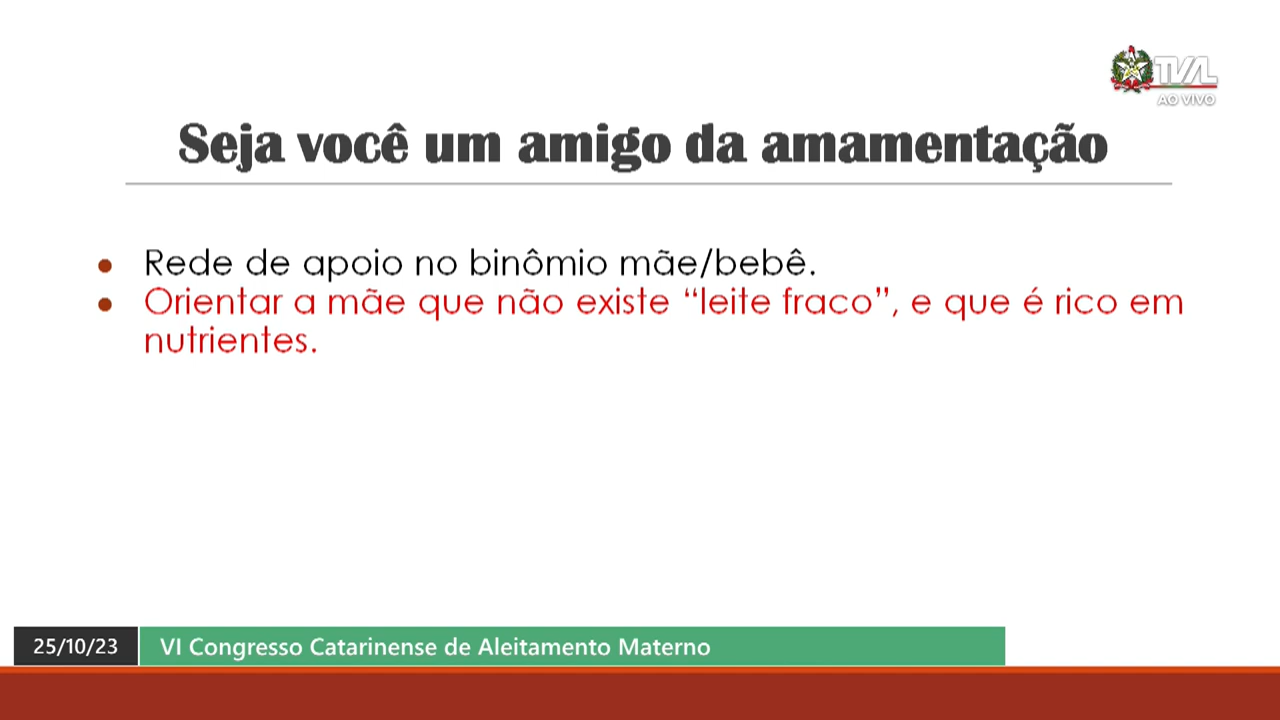 TVAL
AO VIVO
Seja você um amigo da amamentação
• Rede de apoio no binômio mãe/bebê.
• Orientar a mãe que não existe “leite fraco”, e que é rico em
nutrientes.
25/10/23 VI Congresso Catarinense de Aleitamento Materno